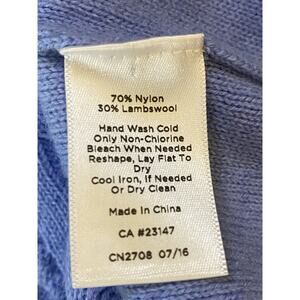 70% Nylon
30% Lambswool
Hand Wash Cold
Only Non-Chlorine
Bleach When Needed
Reshape, Lay Flat To
Dry
Cool Iron, If Needed
Or Dry Clean
Made In China
CA #23147
CN2708 07/16